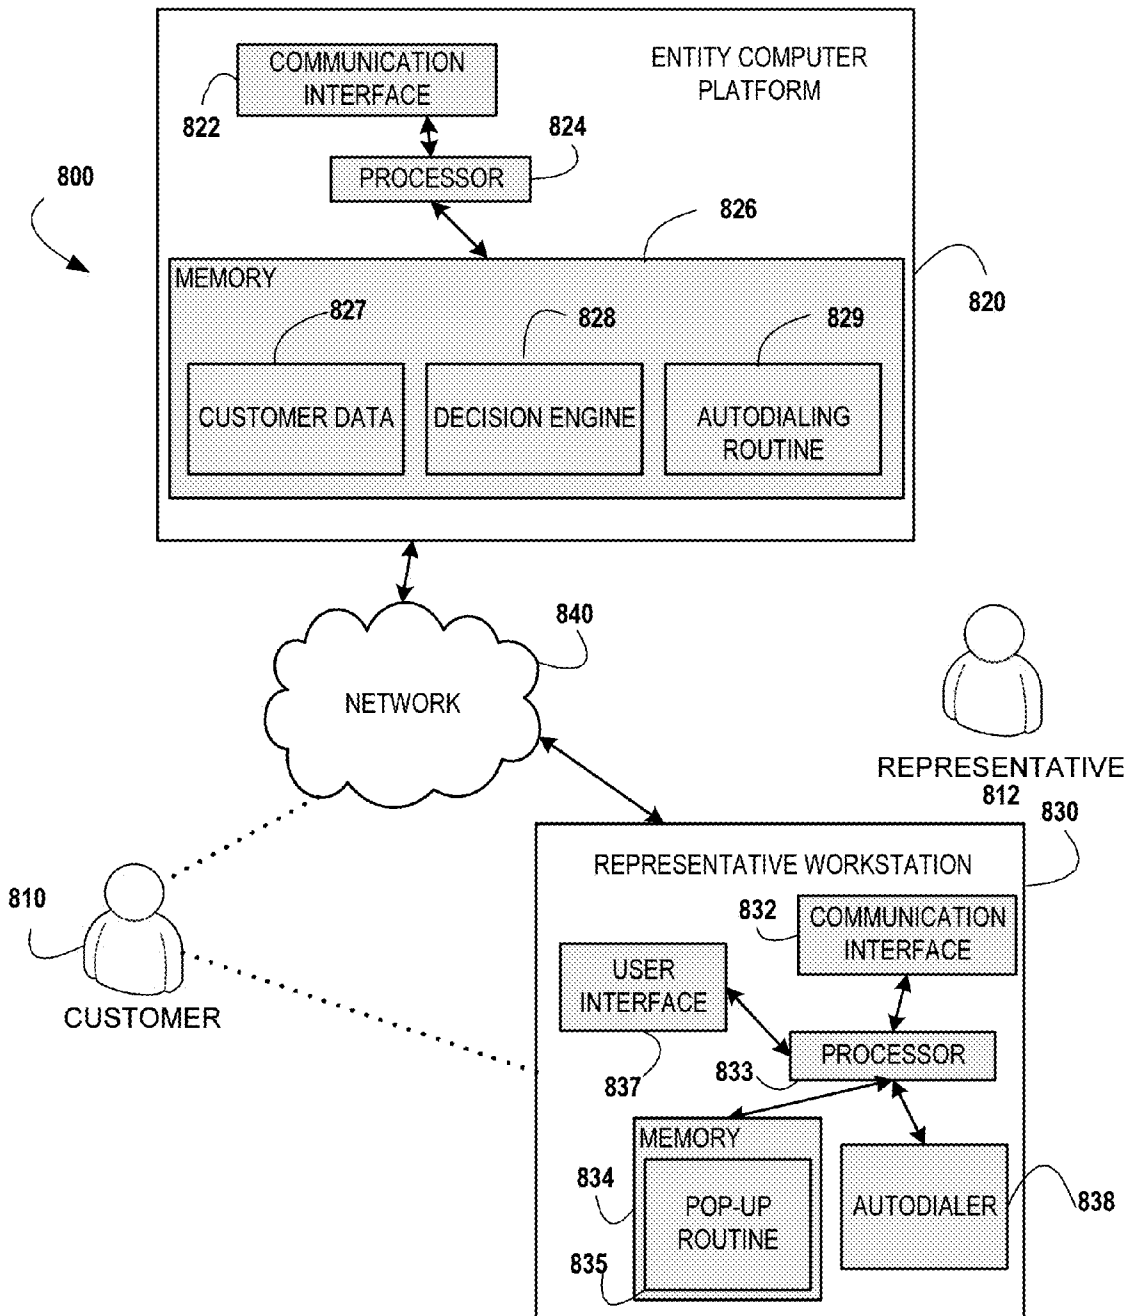 COMMUNICATION
INTERFACE
ENTITY COMPUTER
PLATFORM
822
824
PROCESSOR
800
826
MEMORY
820
827
828
829
CUSTOMER DATA
DECISION ENGINE
AUTODIALING
ROUTINE
840
NETWORK
REPRESENTATIVE
812
830
REPRESENTATIVE WORKSTATION
810
832
COMMUNICATION
INTERFACE
USER
INTERFACE
CUSTOMER
PROCESSOR
833
837
MEMORY
834
POP-UP
ROUTINE
AUTODIALER
838
835